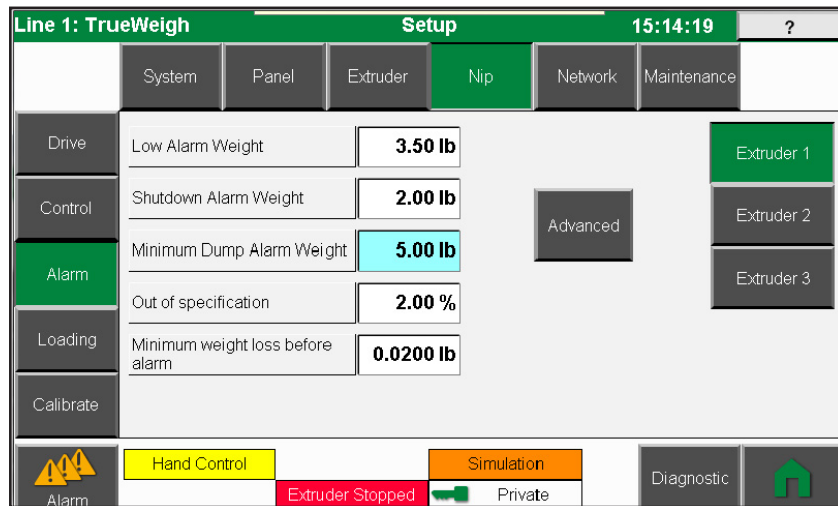 Line 1: TrueWeigh Setup 15:14:19 ?
System Panel Extruder Nip Network Maintenance
Drive
Control
Alarm
Loading
Calibrate
Low Alarm Weight 3.50 lb
Shutdown Alarm Weight 2.00 lb
Minimum Dump Alarm Weight 5.00 lb
Out of specification 2.00 %
Minimum weight loss before
alarm 0.0200 lb
Advanced
Extruder 1
Extruder 2
Extruder 3
Alarm
Hand Control Simulation
Extruder Stopped Private
Diagnostic